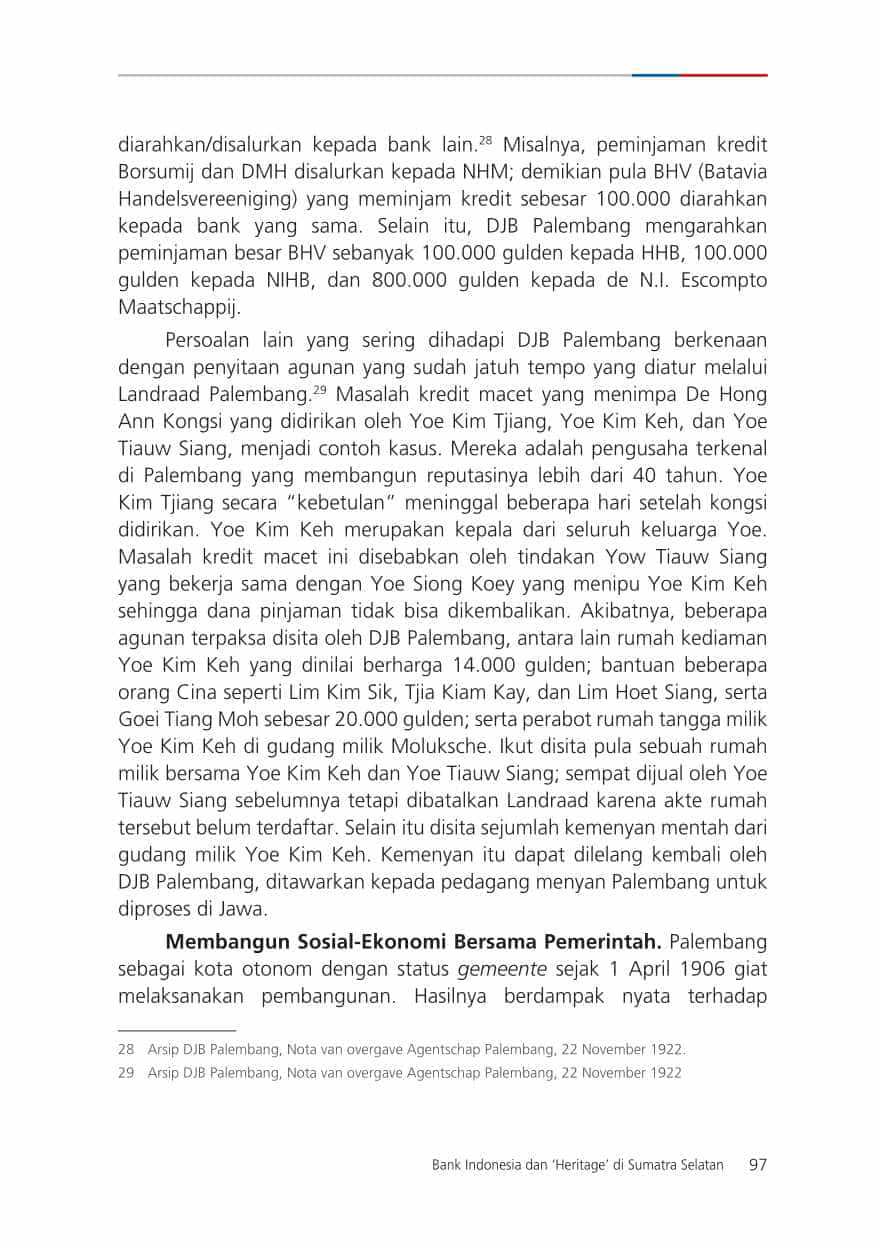 diarahkan/disalurkan kepada bank lain.28 Misalnya, peminjaman kredit
Borsumij dan DMH disalurkan kepada NHM; demikian pula BHV (Batavia
Handelsvereeniging) yang meminjam kredit sebesar 100.000 diarahkan
kepada bank yang sama. Selain itu, DJB Palembang mengarahkan
peminjaman besar BHV sebanyak 100.000 gulden kepada HHB, 100.000
gulden kepada NIHB, dan 800.000 gulden kepada de N.I. Escompto
Maatschappij.
Persoalan lain yang sering dihadapi DJB Palembang berkenaan
dengan penyitaan agunan yang sudah jatuh tempo yang diatur melalui
Landraad Palembang.29 Masalah kredit macet yang menimpa De Hong
Ann Kongsi yang didirikan oleh Yoe Kim Tjiang, Yoe Kim Keh, dan Yoe
Tiauw Siang, menjadi contoh kasus. Mereka adalah pengusaha terkenal
di Palembang yang membangun reputasinya lebih dari 40 tahun. Yoe
Kim Tjiang secara “kebetulan” meninggal beberapa hari setelah kongsi
didirikan. Yoe Kim Keh merupakan kepala dari seluruh keluarga Yoe.
Masalah kredit macet ini disebabkan oleh tindakan Yow Tiauw Siang
yang bekerja sama dengan Yoe Siong Koey yang menipu Yoe Kim Keh
sehingga dana pinjaman tidak bisa dikembalikan. Akibatnya, beberapa
agunan terpaksa disita oleh DJB Palembang, antara lain rumah kediaman
Yoe Kim Keh yang dinilai berharga 14.000 gulden; bantuan beberapa
orang Cina seperti Lim Kim Sik, Tjia Kiam Kay, dan Lim Hoet Siang, serta
Goei Tiang Moh sebesar 20.000 gulden; serta perabot rumah tangga milik
Yoe Kim Keh di gudang milik Moluksche. Ikut disita pula sebuah rumah
milik bersama Yoe Kim Keh dan Yoe Tiauw Siang; sempat dijual oleh Yoe
Tiauw Siang sebelumnya tetapi dibatalkan Landraad karena akte rumah
tersebut belum terdaftar. Selain itu disita sejumlah kemenyan mentah dari
gudang milik Yoe Kim Keh. Kemenyan itu dapat dilelang kembali oleh
DJB Palembang, ditawarkan kepada pedagang menyan Palembang untuk
diproses di Jawa.
Membangun Sosial-Ekonomi Bersama Pemerintah. Palembang
sebagai kota otonom dengan status gemeente sejak 1 April 1906 giat
melaksanakan pembangunan. Hasilnya berdampak nyata terhadap
28 Arsip DJB Palembang, Nota van overgave Agentschap Palembang, 22 November 1922.
29 Arsip DJB Palembang, Nota van overgave Agentschap Palembang, 22 November 1922
Bank Indonesia dan ‘Heritage’ di Sumatra Selatan 97